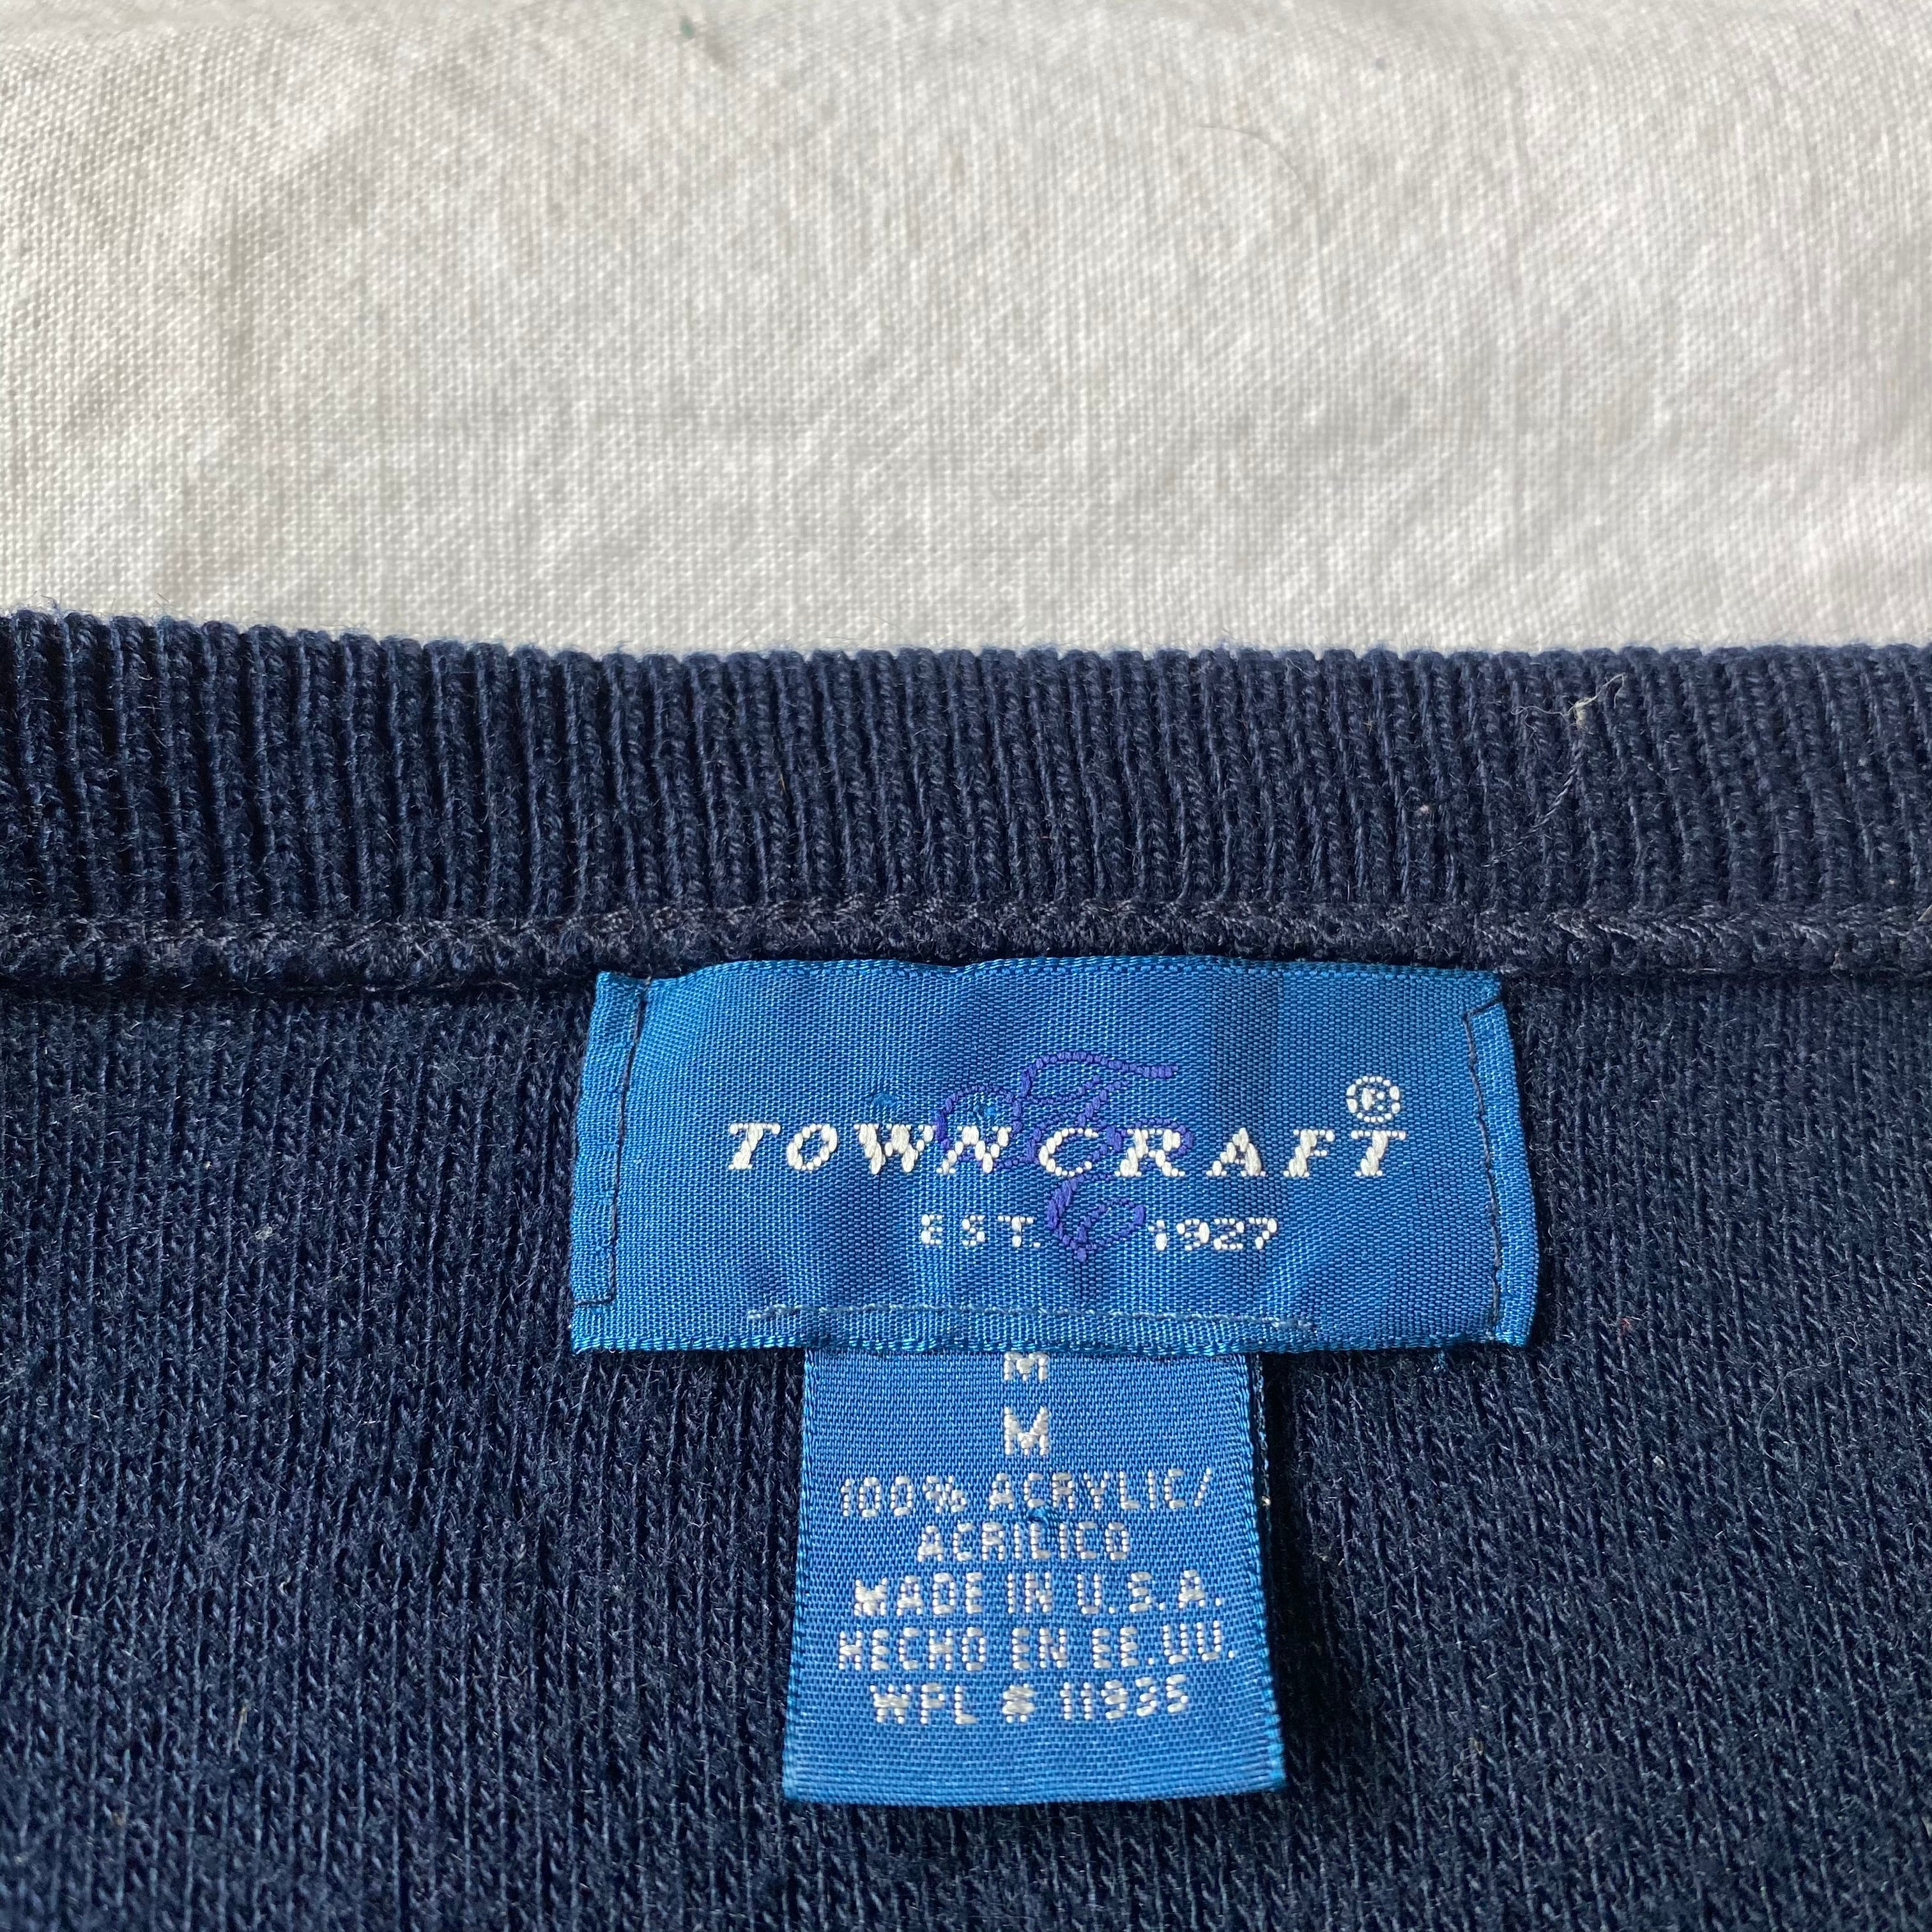 TOWNCRAFT®
EST. 1927
M
M
100% ACRYLIC/
ACRILICO
MADE IN U.S.A.
HECHO EN EE.UU.
WPL # 11935